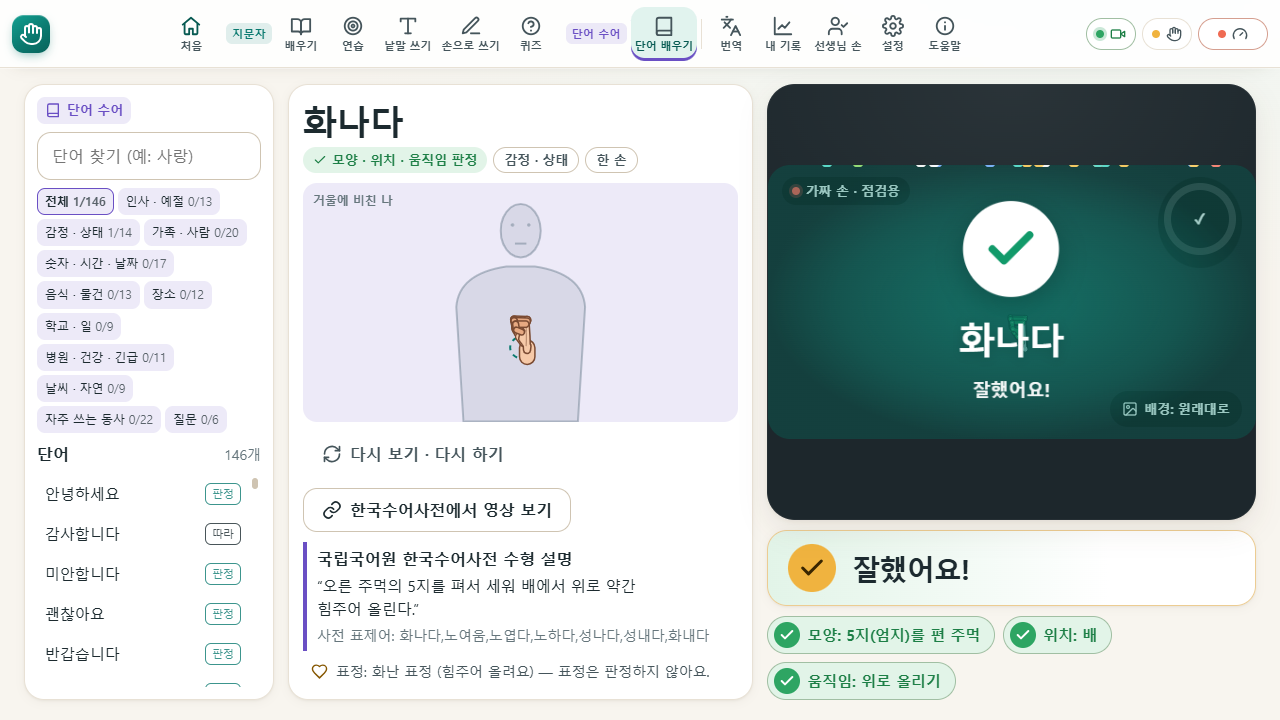 처음
지문자
배우기
연습
낱말 쓰기
손으로 쓰기
퀴즈
단어 수어
단어 배우기
번역
내 기록
선생님 손
설정
도움말
단어 수어
단어 찾기 (예: 사랑)
전체 1/146
인사 · 예절 0/13
감정 · 상태 1/14
가족 · 사람 0/20
숫자 · 시간 · 날짜 0/17
음식 · 물건 0/13
장소 0/12
학교 · 일 0/9
병원 · 건강 · 긴급 0/11
날씨 · 자연 0/9
자주 쓰는 동사 0/22
질문 0/6
단어
146개
안녕하세요
판정
감사합니다
따라
미안합니다
판정
괜찮아요
판정
반갑습니다
판정
화나다
모양 · 위치 · 움직임 판정
감정 · 상태
한 손
거울에 비친 나
다시 보기 · 다시 하기
한국수어사전에서 영상 보기
국립국어원 한국수어사전 수형 설명
“오른 주먹의 5지를 펴서 세워 배에서 위로 약간
힘주어 올린다.”
사전 표제어: 화나다,노여움,노엽다,노하다,성나다,성내다,화내다
표정: 화난 표정 (힘주어 올려요) — 표정은 판정하지 않아요.
가짜 손 · 점검용
화나다
잘했어요!
배경: 원래대로
잘했어요!
모양: 5지(엄지)를 편 주먹
위치: 배
움직임: 위로 올리기